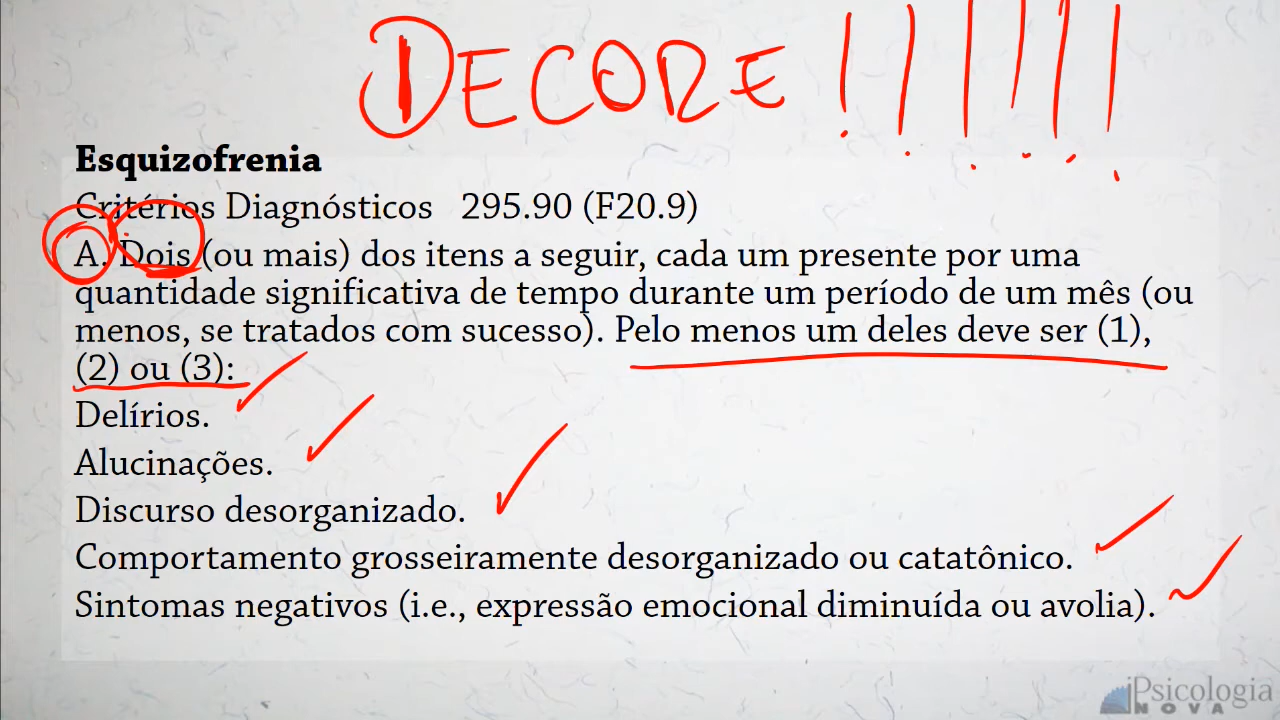 DECORE!!!!!!
Esquizofrenia
Critérios Diagnósticos 295.90 (F20.9)
A. Dois (ou mais) dos itens a seguir, cada um presente por uma
quantidade significativa de tempo durante um período de um mês (ou
menos, se tratados com sucesso). Pelo menos um deles deve ser (1),
(2) ou (3):
Delírios.
Alucinações.
Discurso desorganizado.
Comportamento grosseiramente desorganizado ou catatônico.
Sintomas negativos (i.e., expressão emocional diminuída ou avolia).
Psicologia
NOVA